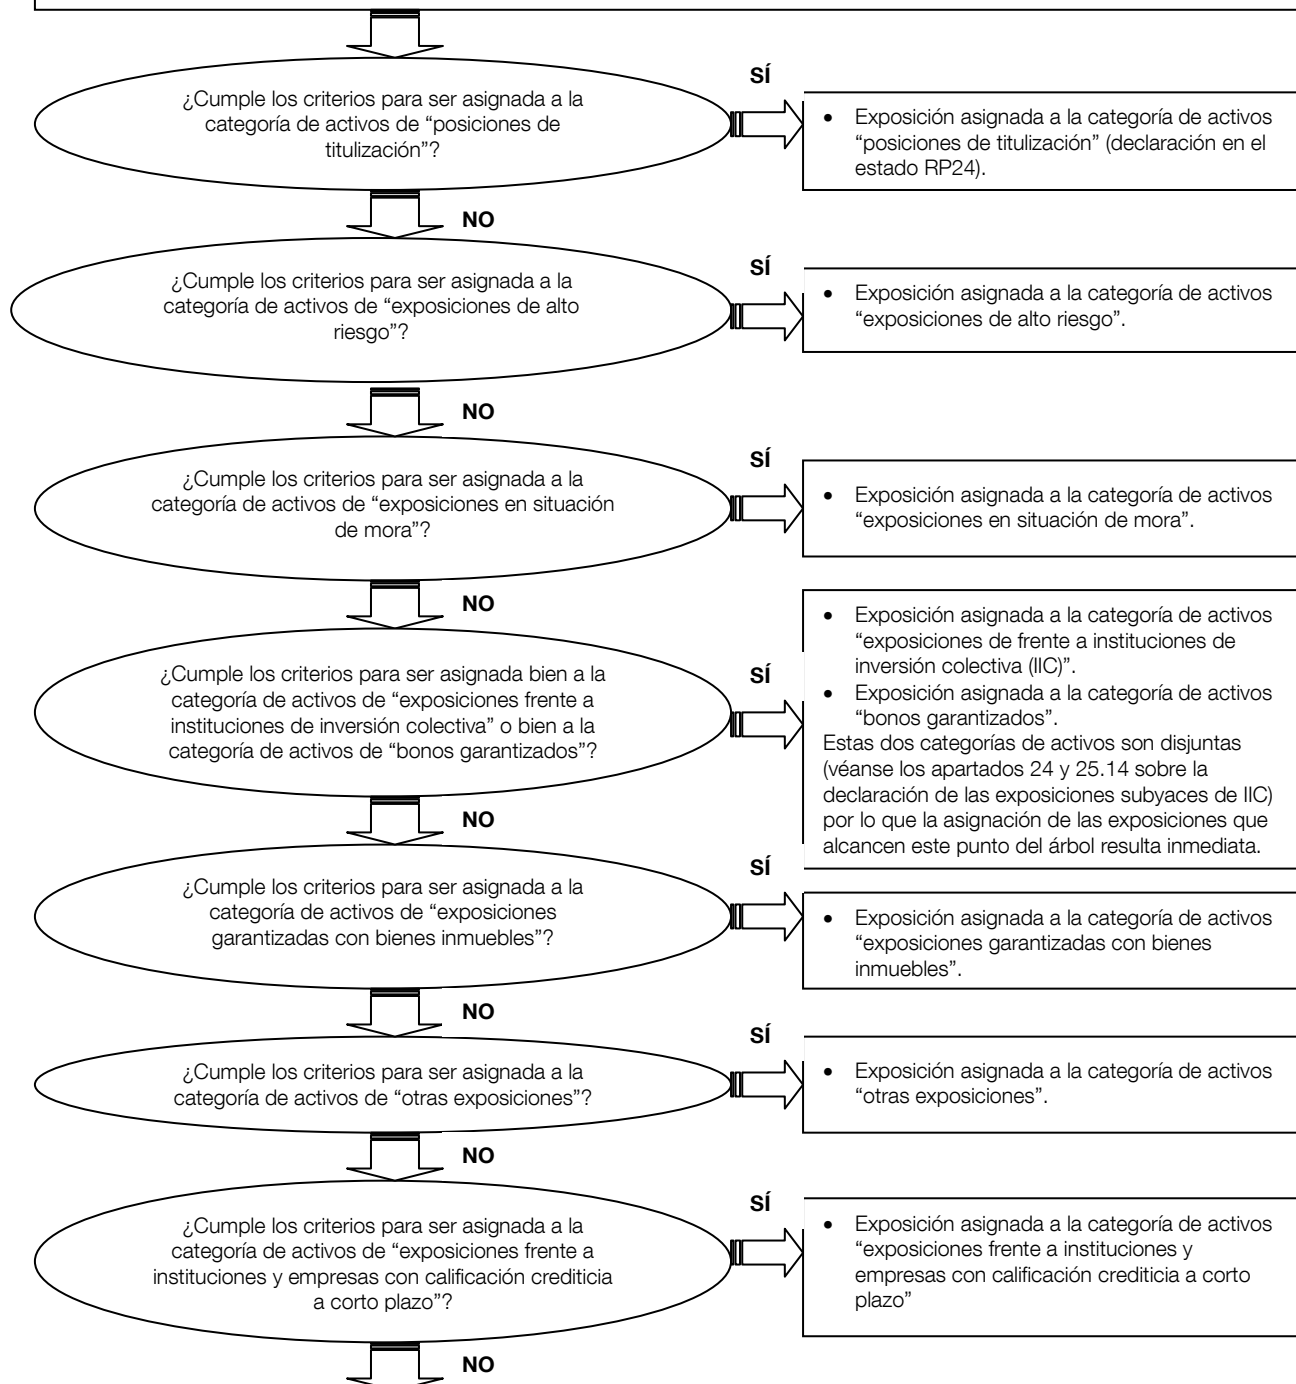 ¿Cumple los criterios para ser asignada a la
categoría de activos de “posiciones de
titulización”?
SÍ
• Exposición asignada a la categoría de activos
“posiciones de titulización” (declaración en el
estado RP24).
NO
¿Cumple los criterios para ser asignada a la
categoría de activos de “exposiciones de alto
riesgo”?
SÍ
• Exposición asignada a la categoría de activos
“exposiciones de alto riesgo”.
NO
¿Cumple los criterios para ser asignada a la
categoría de activos de “exposiciones en situación
de mora”?
SÍ
• Exposición asignada a la categoría de activos
“exposiciones en situación de mora”.
NO
¿Cumple los criterios para ser asignada bien a la
categoría de activos de “exposiciones frente a
instituciones de inversión colectiva” o bien a la
categoría de activos de “bonos garantizados”?
SÍ
• Exposición asignada a la categoría de activos
“exposiciones de frente a instituciones de
inversión colectiva (IIC)”.
• Exposición asignada a la categoría de activos
“bonos garantizados”.
Estas dos categorías de activos son disjuntas
(véanse los apartados 24 y 25.14 sobre la
declaración de las exposiciones subyaces de IIC)
por lo que la asignación de las exposiciones que
alcancen este punto del árbol resulta inmediata.
NO
¿Cumple los criterios para ser asignada a la
categoría de activos de “exposiciones
garantizadas con bienes inmuebles”?
SÍ
• Exposición asignada a la categoría de activos
“exposiciones garantizadas con bienes
inmuebles”.
NO
¿Cumple los criterios para ser asignada a la
categoría de activos de “otras exposiciones”?
SÍ
• Exposición asignada a la categoría de activos
“otras exposiciones”.
NO
¿Cumple los criterios para ser asignada a la
categoría de activos de “exposiciones frente a
instituciones y empresas con calificación crediticia
a corto plazo”?
SÍ
• Exposición asignada a la categoría de activos
“exposiciones frente a instituciones y
empresas con calificación crediticia a corto
plazo”
NO